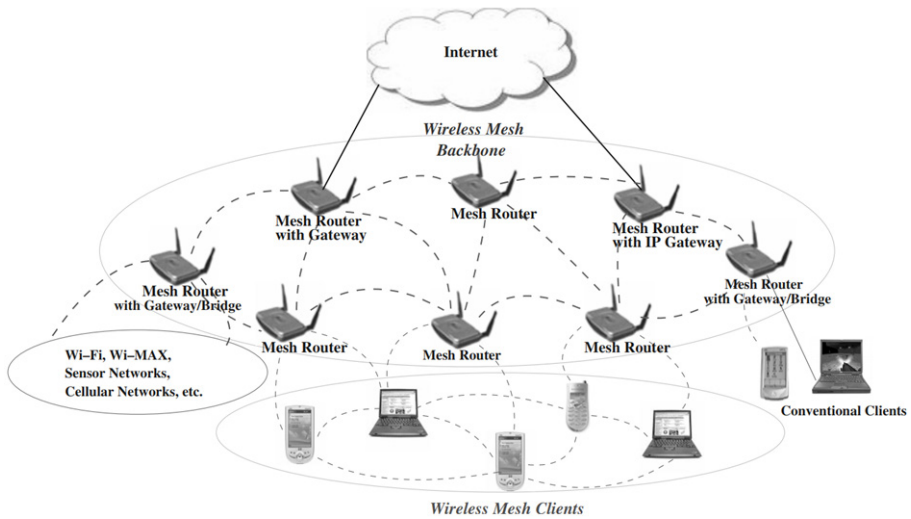 Internet
Wireless Mesh
Backbone
Mesh Router
with Gateway
Mesh Router
Mesh Router
with IP Gateway
Mesh Router
with Gateway/Bridge
Mesh Router
with Gateway/Bridge
Mesh Router
Mesh Router
Mesh Router
Wi–Fi, Wi–MAX,
Sensor Networks,
Cellular Networks, etc.
Conventional Clients
Wireless Mesh Clients